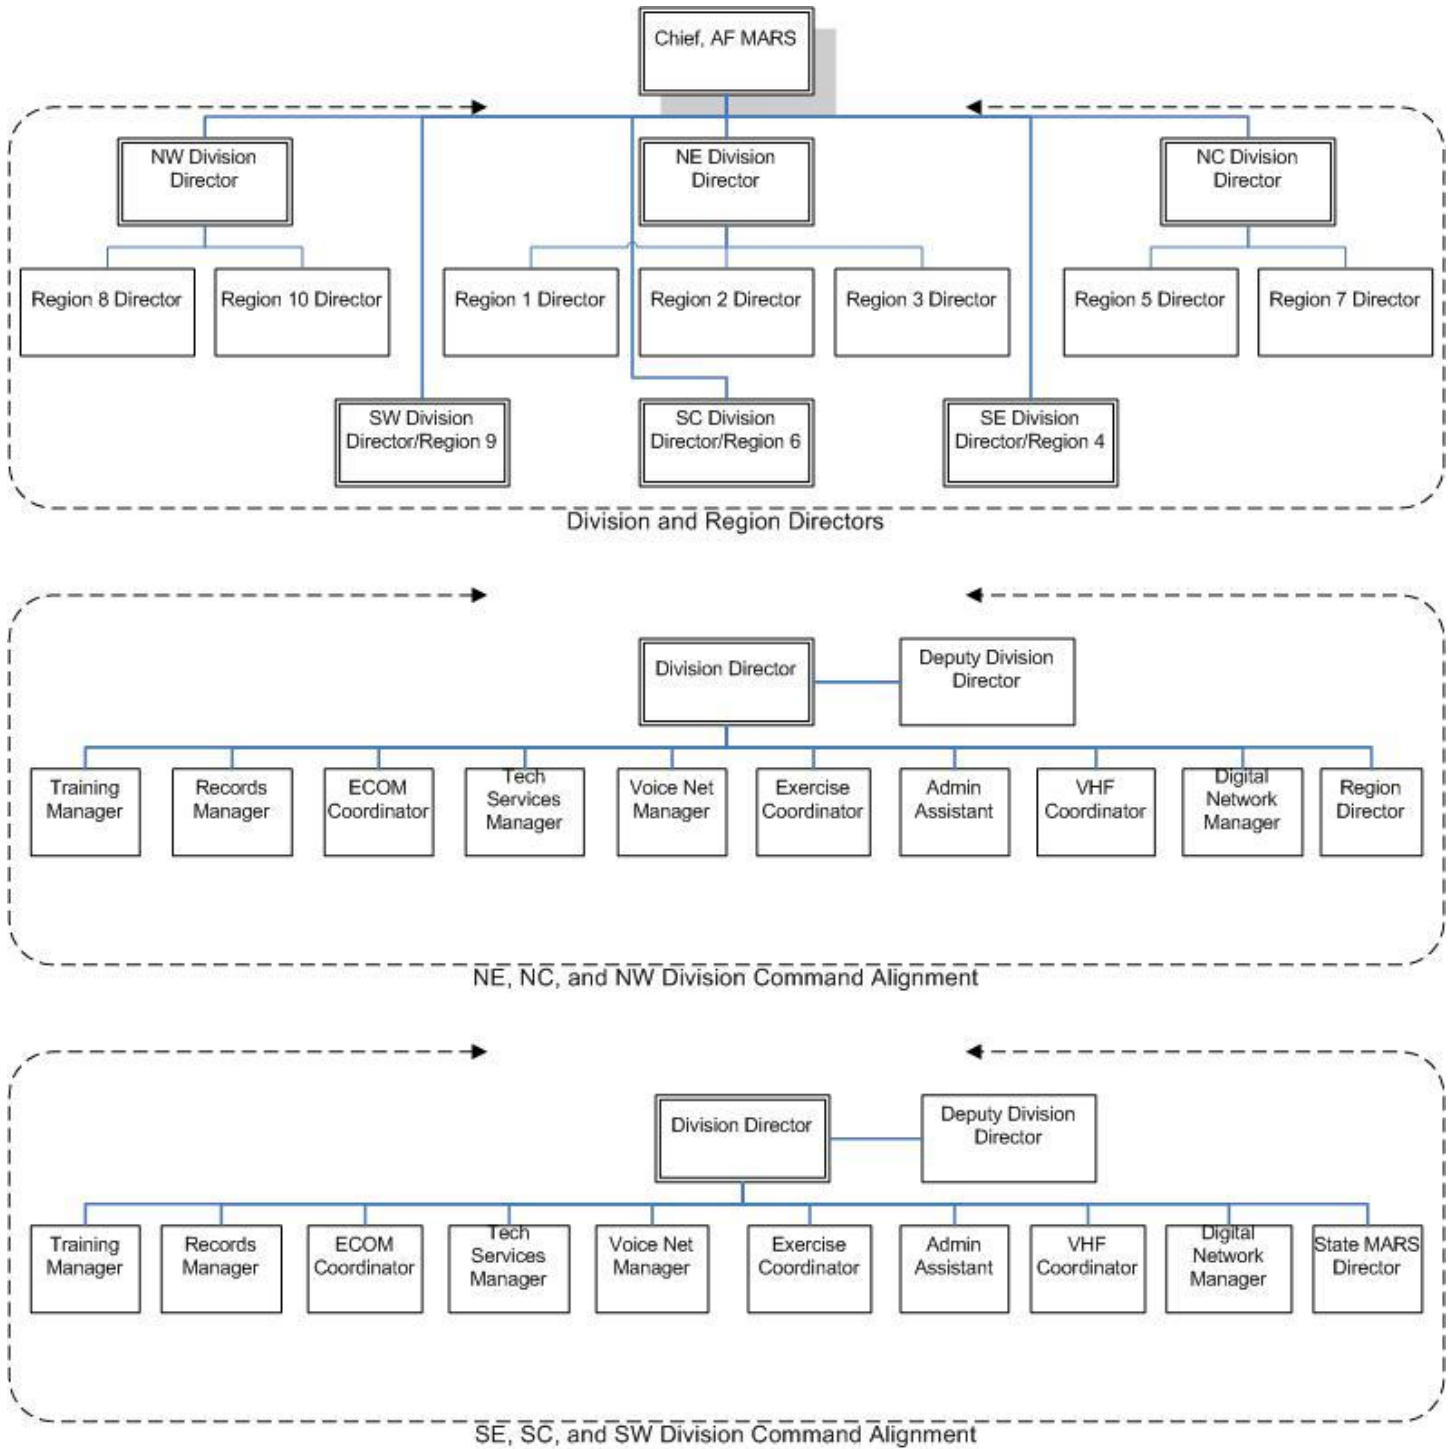 Chief, AF MARS
NW Division
Director
NE Division
Director
NC Division
Director
Region 8 Director
Region 10 Director
Region 1 Director
Region 2 Director
Region 3 Director
Region 5 Director
Region 7 Director
SW Division
Director/Region 9
SC Division
Director/Region 6
SE Division
Director/Region 4
Division and Region Directors
Division Director
Deputy Division
Director
Training
Manager
Records
Manager
ECOM
Coordinator
Tech
Services
Manager
Voice Net
Manager
Exercise
Coordinator
Admin
Assistant
VHF
Coordinator
Digital
Network
Manager
Region
Director
NE, NC, and NW Division Command Alignment
Division Director
Deputy Division
Director
Training
Manager
Records
Manager
ECOM
Coordinator
Tech
Services
Manager
Voice Net
Manager
Exercise
Coordinator
Admin
Assistant
VHF
Coordinator
Digital
Network
Manager
State MARS
Director
SE, SC, and SW Division Command Alignment